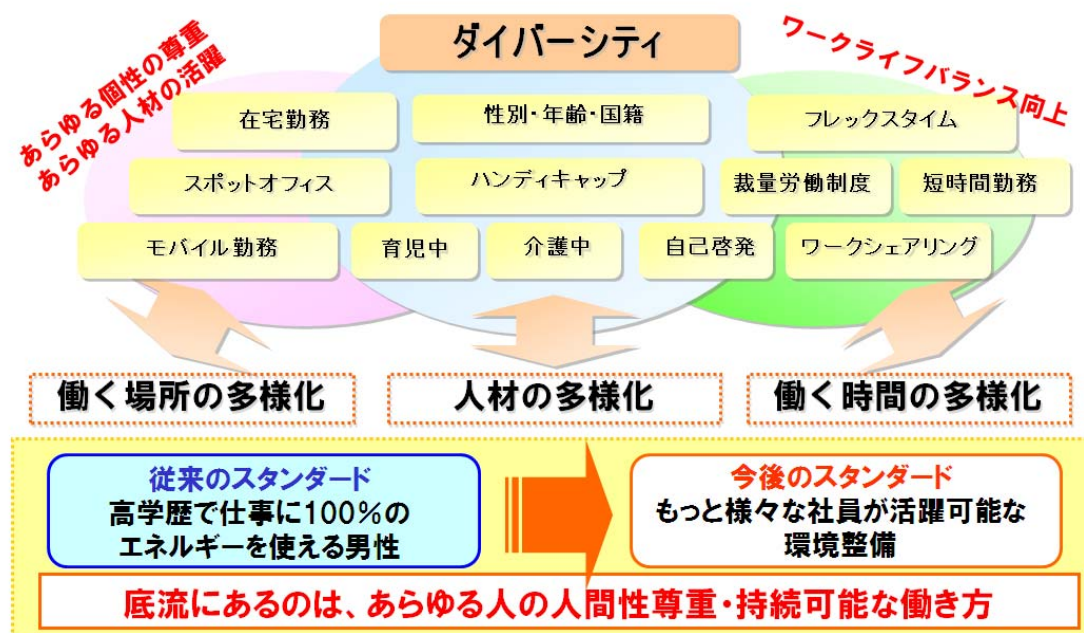 ダイバーシティ
あらゆる個性の尊重
あらゆる人材の活躍
ワークライフバランス向上
在宅勤務
性別・年齢・国籍
フレックスタイム
スポットオフィス
ハンディキャップ
裁量労働制度
短時間勤務
モバイル勤務
育児中
介護中
自己啓発
ワークシェアリング
働く場所の多様化
人材の多様化
働く時間の多様化
従来のスタンダード
高学歴で仕事に100%の
エネルギーを使える男性
今後のスタンダード
もっと様々な社員が活躍可能な
環境整備
底流にあるのは、あらゆる人の人間性尊重・持続可能な働き方